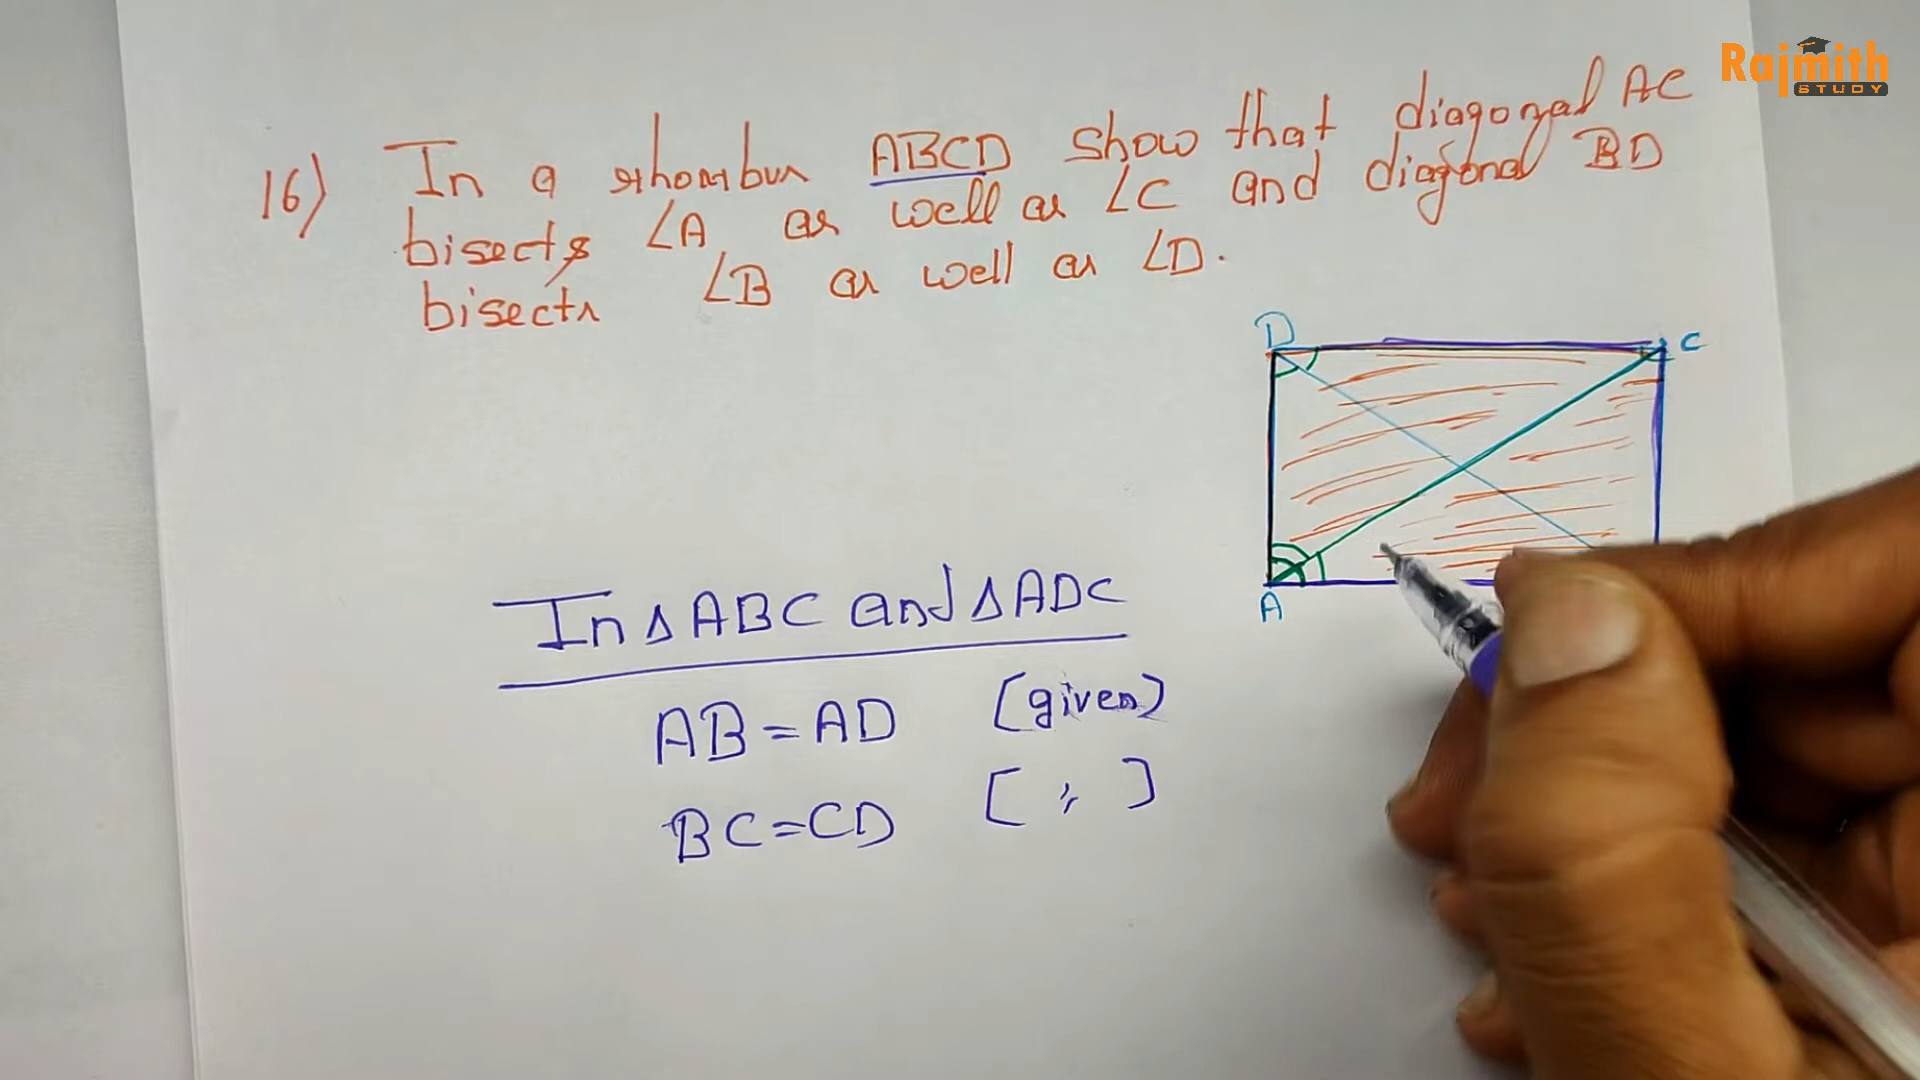 Rajmith
STUDY
16) In a rhombus ABCD show that diagonal AC
bisects ∠A as well as ∠C and diagonal BD
bisects ∠B as well as ∠D.
D C
A
In △ ABC and △ ADC
AB = AD [given]
BC = CD [ ,, ]